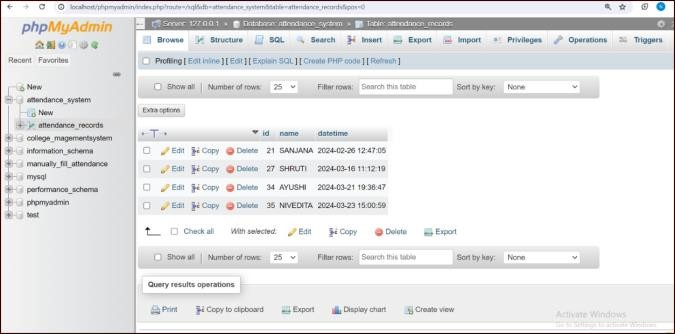 localhost/phpmyadmin/index.php?route=/sql&db=attendance_system&table=attendance_records&pos=0
phpMyAdmin
Recent Favorites
New
attendance_system
New
attendance_records
college_magementsystem
information_schema
manually_fill_attendance
mysql
performance_schema
phpmyadmin
test
Server: 127.0.0.1 » Database: attendance_system » Table: attendance_records
Browse Structure SQL Search Insert Export Import Privileges Operations Triggers
Profiling [ Edit inline ] [ Edit ] [ Explain SQL ] [ Create PHP code ] [ Refresh ]
Show all Number of rows: 25 Filter rows: Search this table Sort by key: None
Extra options
id name datetime
Edit Copy Delete 21 SANJANA 2024-02-26 12:47:05
Edit Copy Delete 27 SHRUTI 2024-03-16 11:12:19
Edit Copy Delete 34 AYUSHI 2024-03-21 19:36:47
Edit Copy Delete 35 NIVEDITA 2024-03-23 15:00:59
Check all With selected: Edit Copy Delete Export
Show all Number of rows: 25 Filter rows: Search this table Sort by key: None
Query results operations
Print Copy to clipboard Export Display chart Create view
Activate Windows
Go to Settings to activate Windows.